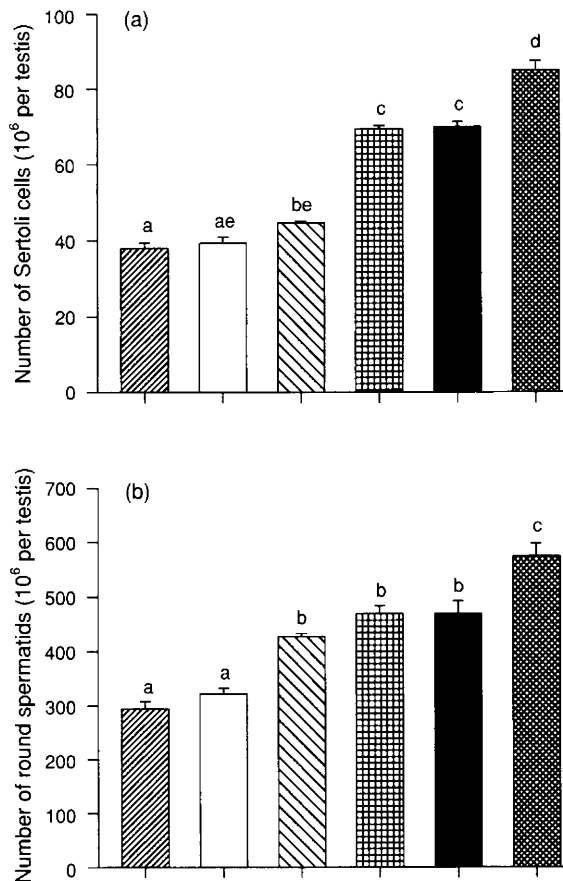 (a)
Number of Sertoli cells (10⁶ per testis)
100
80
60
40
20
0
a
ae
be
c
c
d
(b)
Number of round spermatids (10⁶ per testis)
700
600
500
400
300
200
100
0
a
a
b
b
b
c